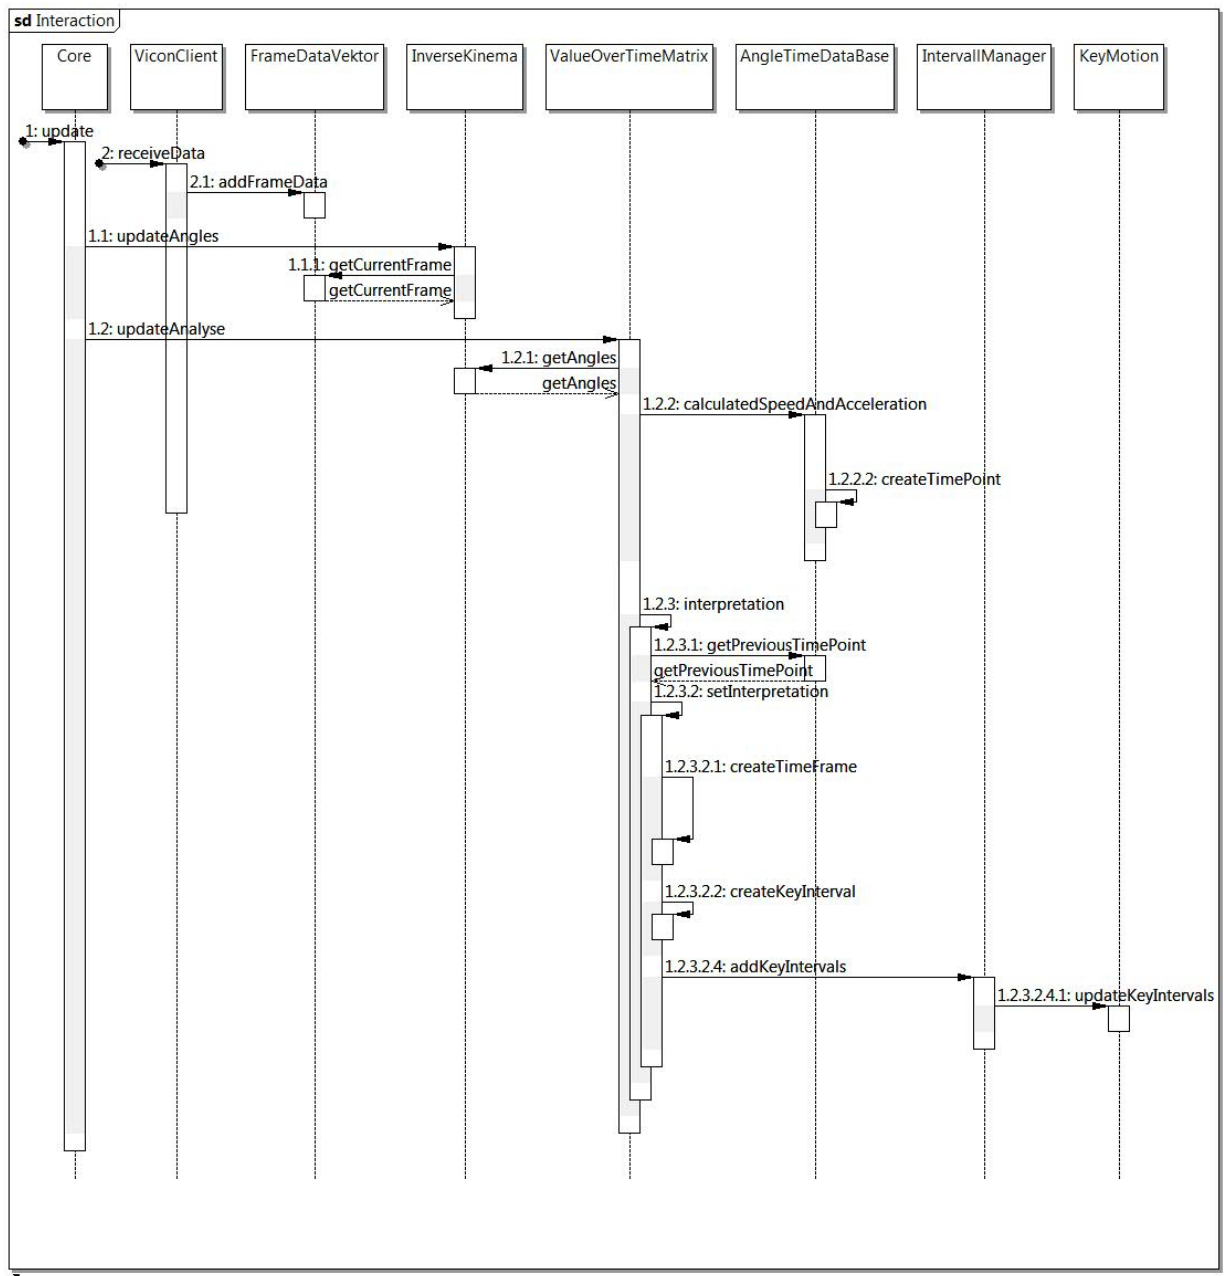 sd Interaction
Core
ViconClient
FrameDataVektor
InverseKinema
ValueOverTimeMatrix
AngleTimeDataBase
IntervallManager
KeyMotion
1: update
2: receiveData
2.1: addFrameData
1.1: updateAngles
1.1.1: getCurrentFrame
getCurrentFrame
1.2: updateAnalyse
1.2.1: getAngles
getAngles
1.2.2: calculatedSpeedAndAcceleration
1.2.2.2: createTimePoint
1.2.3: interpretation
1.2.3.1: getPreviousTimePoint
getPreviousTimePoint
1.2.3.2: setInterpretation
1.2.3.2.1: createTimeFrame
1.2.3.2.2: createKeyInterval
1.2.3.2.4: addKeyIntervals
1.2.3.2.4.1: updateKeyIntervals